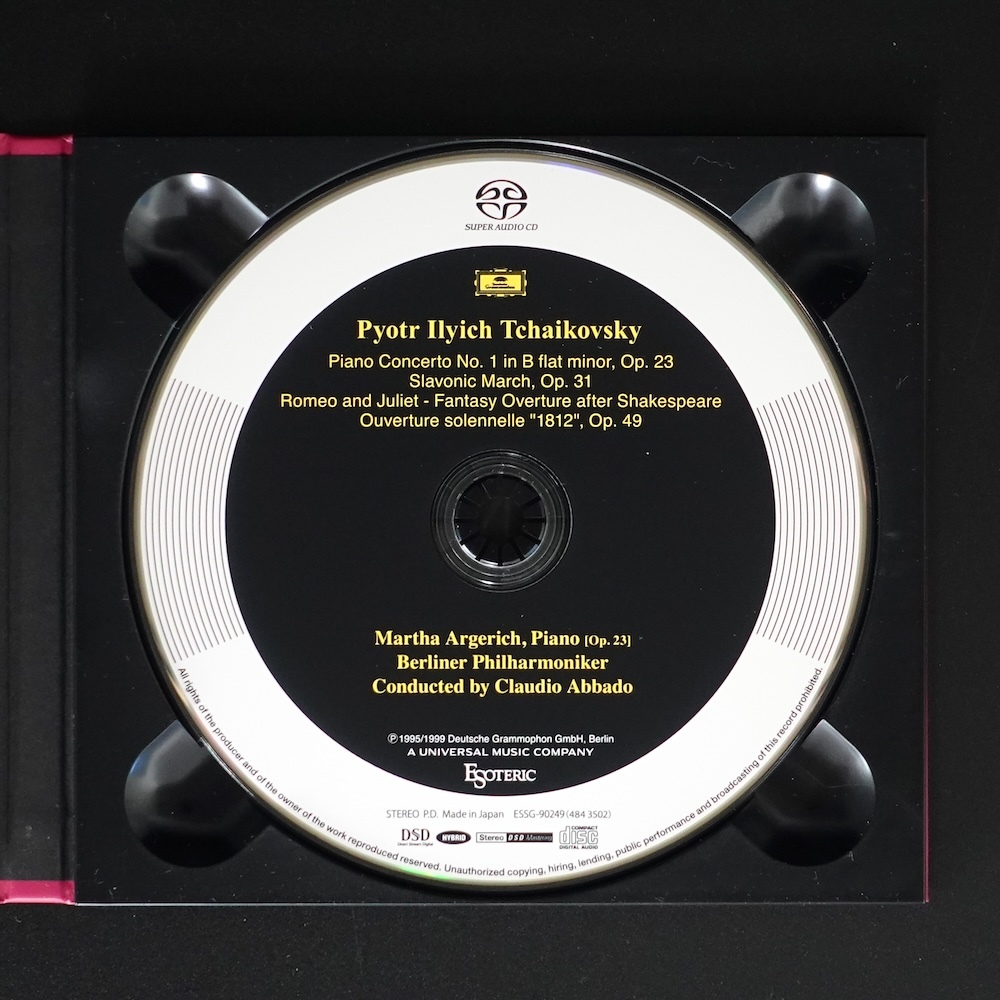 SUPER AUDIO CD
Deutsche Grammophon
Pyotr Ilyich Tchaikovsky
Piano Concerto No. 1 in B flat minor, Op. 23
Slavonic March, Op. 31
Romeo and Juliet - Fantasy Overture after Shakespeare
Ouverture solennelle "1812", Op. 49
Martha Argerich, Piano [Op. 23]
Berliner Philharmoniker
Conducted by Claudio Abbado
℗ 1995/1999 Deutsche Grammophon GmbH, Berlin
A UNIVERSAL MUSIC COMPANY
ESOTERIC
STEREO P.D. Made in Japan ESSG-90249 (484 3502)
DSD
Direct Stream Digital
HYBRID
Stereo DSD Mastering
COMPACT
disc
DIGITAL AUDIO
All rights of the producer and of the owner of the work reproduced reserved. Unauthorized copying, hiring, lending, public performance and broadcasting of this record prohibited.